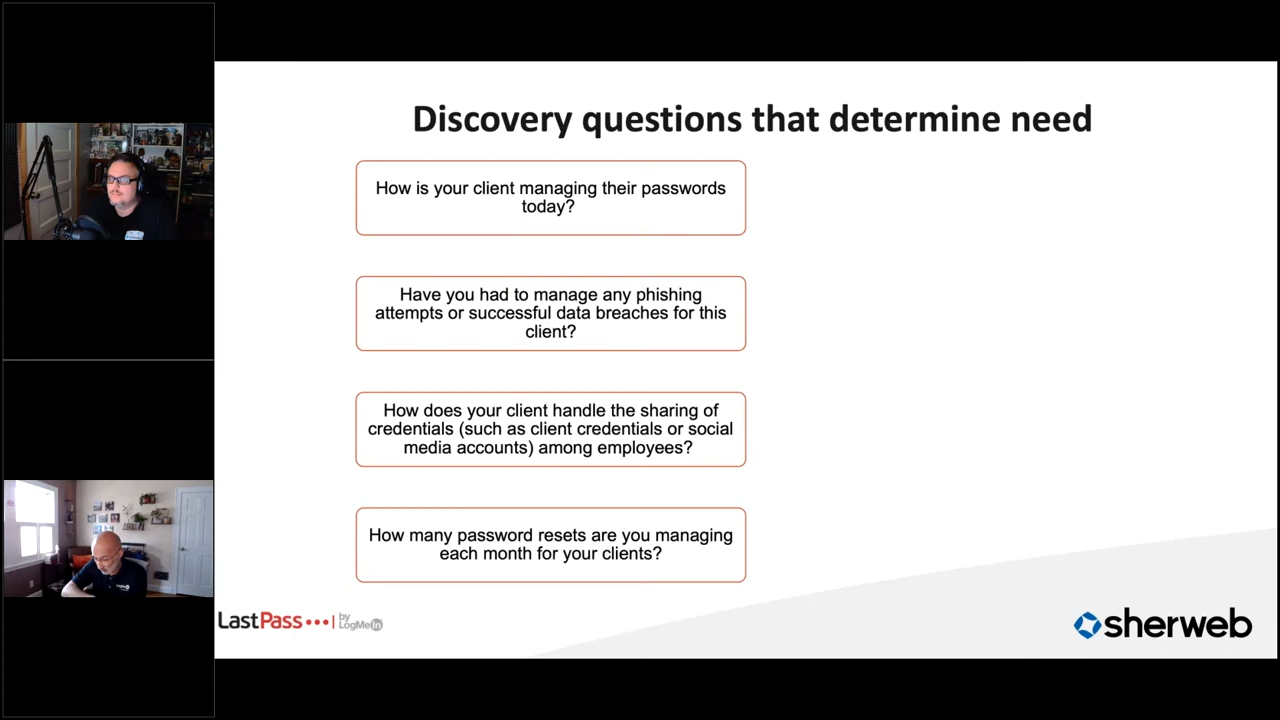 Discovery questions that determine need
How is your client managing their passwords
today?
Have you had to manage any phishing
attempts or successful data breaches for this
client?
How does your client handle the sharing of
credentials (such as client credentials or social
media accounts) among employees?
How many password resets are you managing
each month for your clients?
LastPass •••| by
LogMeIn
sherweb